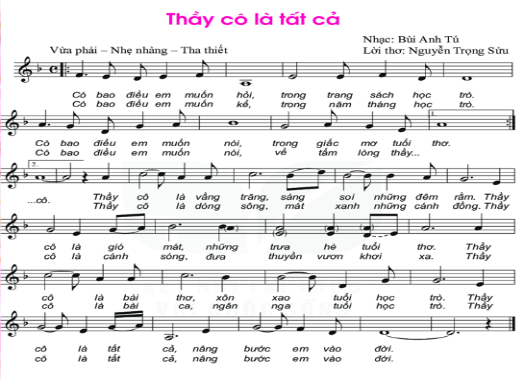 Thầy cô là tất cả
Nhạc: Bùi Anh Tú
Vừa phải – Nhẹ nhàng – Tha thiết
Lời thơ: Nguyễn Trọng Sửu
Có bao điều em muốn hỏi, trong trang sách học trò.
Có bao điều em muốn kể, trong năm tháng học trò.
1.
Có bao điều em muốn nói, trong giấc mơ tuổi thơ.
Có bao điều em muốn nói, về tấm lòng thầy...
2.
...cô. Thầy cô là vầng trăng, sáng soi những đêm rằm. Thầy
Thầy cô là dòng sông, mát xanh những cánh đồng. Thầy
cô là gió mát, những trưa hè tuổi thơ. Thầy
cô là cánh sóng, đưa thuyền vươn khơi xa. Thầy
cô là bài thơ, xôn xao tuổi học trò. Thầy
cô là bài ca, ngân nga tuổi học trò. Thầy
cô là tất cả, nâng bước em vào đời.
cô là tất cả, nâng bước em vào đời.